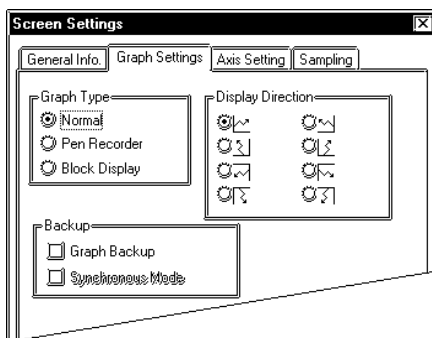 Screen Settings
General Info. Graph Settings Axis Setting Sampling
Graph Type
Normal
Pen Recorder
Block Display
Display Direction
Backup
Graph Backup
Synchronous Mode